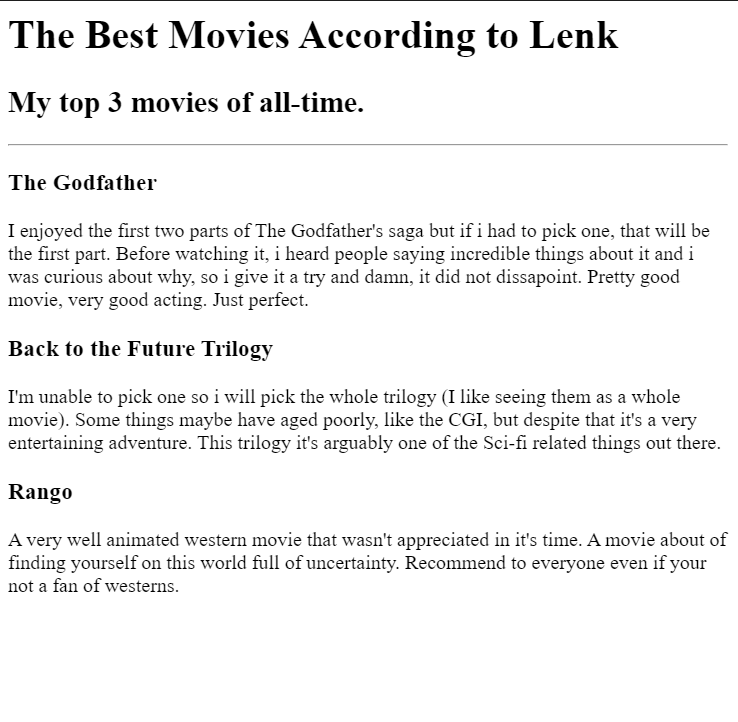 The Best Movies According to Lenk
My top 3 movies of all-time.
The Godfather
I enjoyed the first two parts of The Godfather's saga but if i had to pick one, that will be
the first part. Before watching it, i heard people saying incredible things about it and i
was curious about why, so i give it a try and damn, it did not dissapoint. Pretty good
movie, very good acting. Just perfect.
Back to the Future Trilogy
I'm unable to pick one so i will pick the whole trilogy (I like seeing them as a whole
movie). Some things maybe have aged poorly, like the CGI, but despite that it's a very
entertaining adventure. This trilogy it's arguably one of the Sci-fi related things out there.
Rango
A very well animated western movie that wasn't appreciated in it's time. A movie about of
finding yourself on this world full of uncertainty. Recommend to everyone even if your
not a fan of westerns.